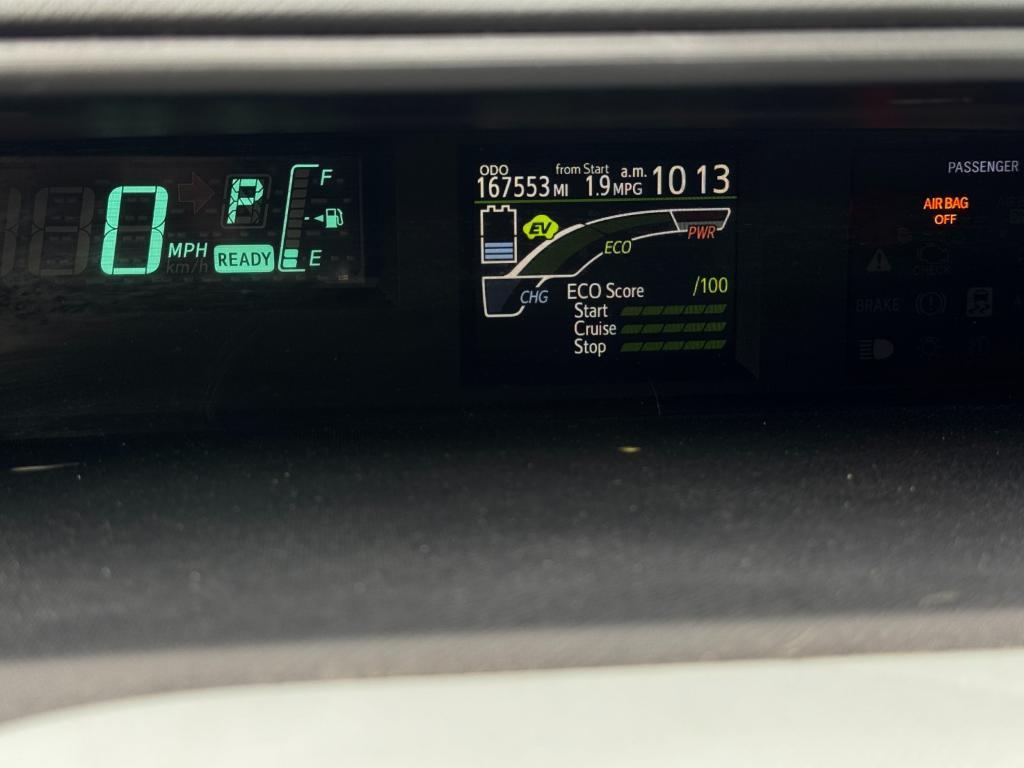 0 MPH
km/h
P
READY
F
E
ODO
167553 MI
from Start
1.9 MPG
a.m. 10 13
EV
ECO
PWR
CHG
ECO Score /100
Start
Cruise
Stop
PASSENGER
AIR BAG
OFF
CHECK
BRAKE